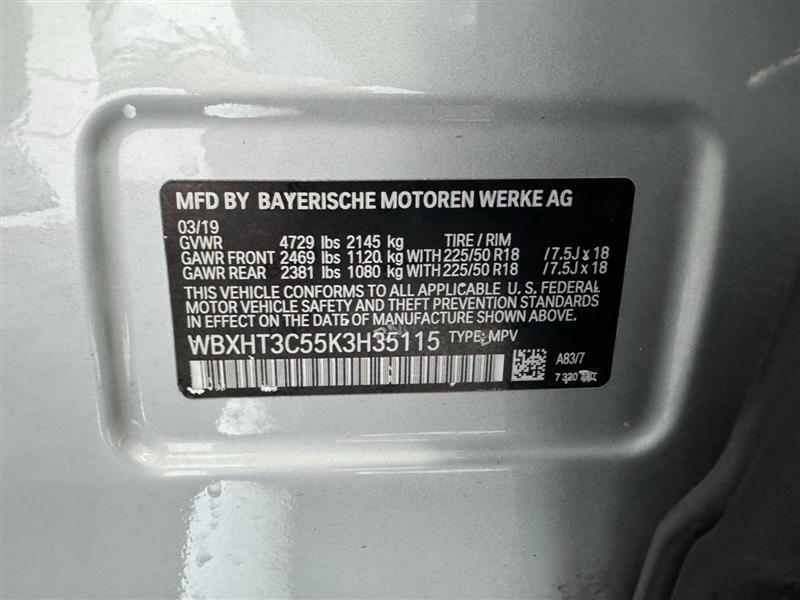 MFD BY BAYERISCHE MOTOREN WERKE AG
03/19
GVWR 4729 lbs 2145 kg TIRE / RIM
GAWR FRONT 2469 lbs 1120 kg WITH 225/50 R18 / 7.5J x 18
GAWR REAR 2381 lbs 1080 kg WITH 225/50 R18 / 7.5J x 18
THIS VEHICLE CONFORMS TO ALL APPLICABLE U. S. FEDERAL
MOTOR VEHICLE SAFETY AND THEFT PREVENTION STANDARDS
IN EFFECT ON THE DATE OF MANUFACTURE SHOWN ABOVE.
WBXHT3C55K3H35115 TYPE: MPV
A83/7
7 320